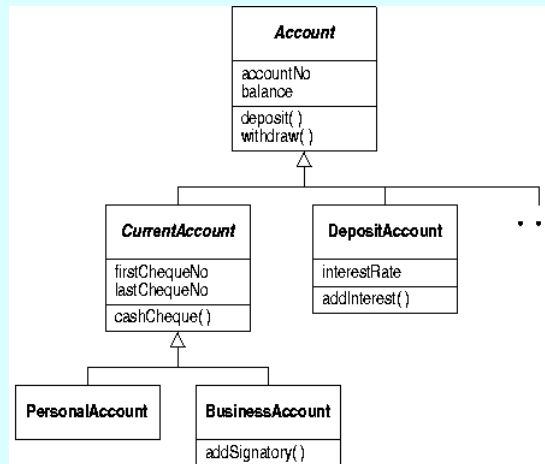 Account
accountNo
balance
deposit( )
withdraw( )
CurrentAccount
firstChequeNo
lastChequeNo
cashCheque( )
DepositAccount
interestRate
addInterest( )
. .
PersonalAccount
BusinessAccount
addSignatory( )